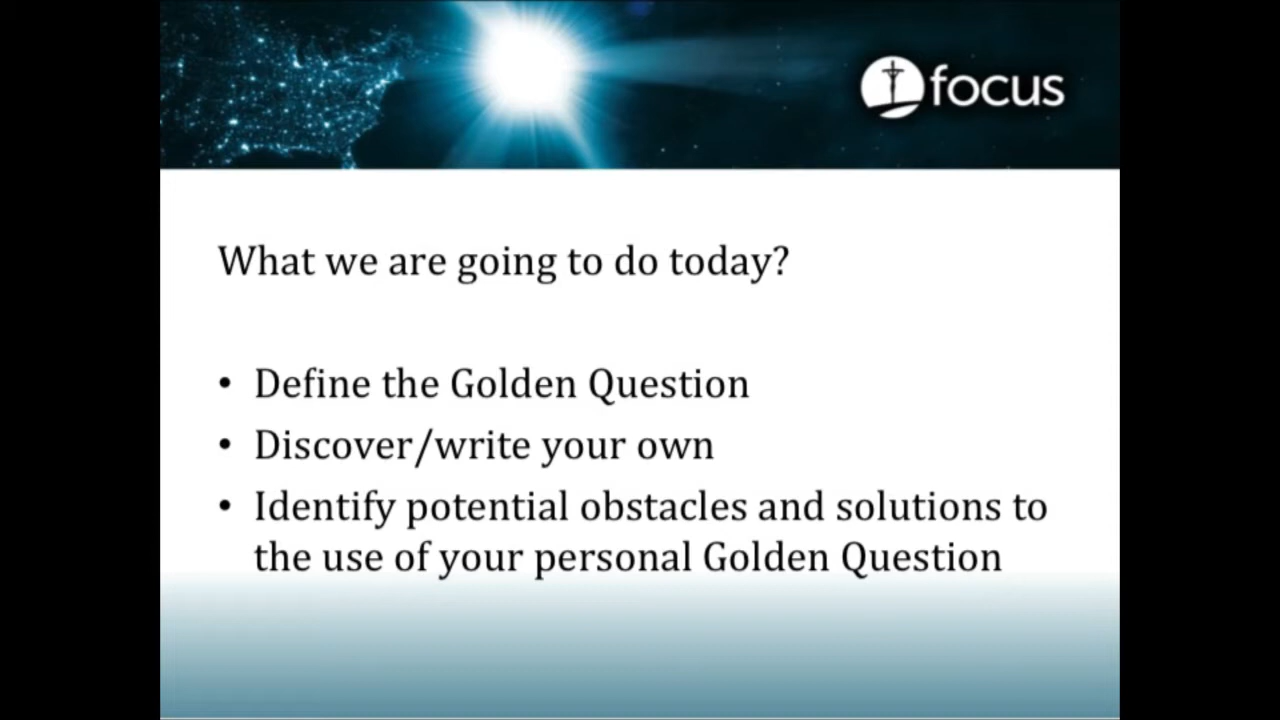 focus
What we are going to do today?
• Define the Golden Question
• Discover/write your own
• Identify potential obstacles and solutions to
the use of your personal Golden Question